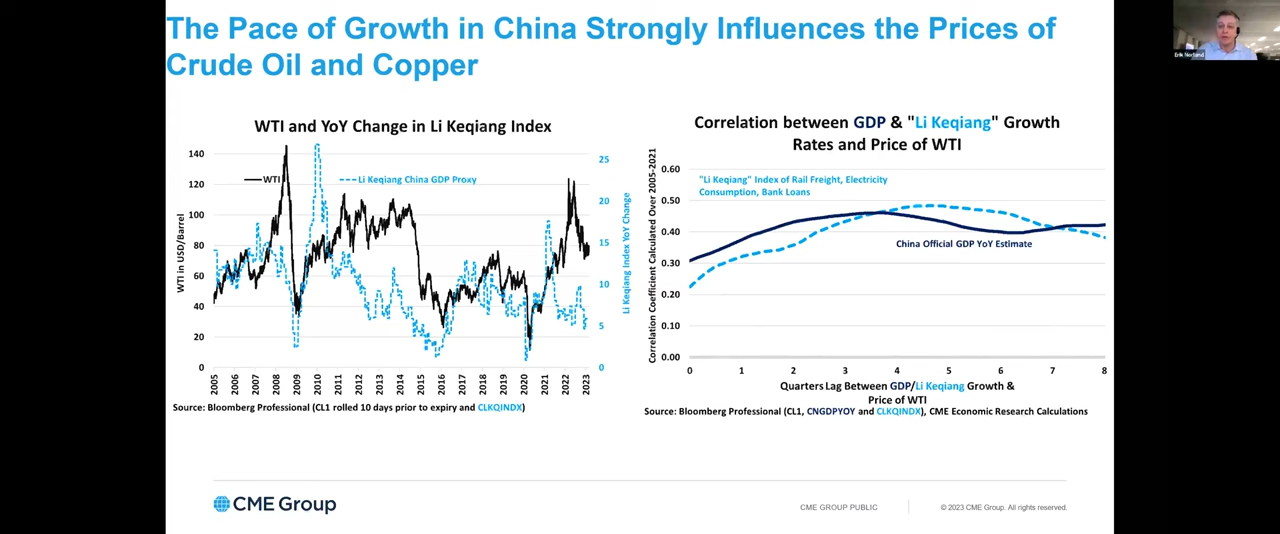 The Pace of Growth in China Strongly Influences the Prices of
Crude Oil and Copper
Erik Norland
WTI and YoY Change in Li Keqiang Index
WTI in USD/Barrel
140
120
100
80
60
40
20
0
WTI
Li Keqiang China GDP Proxy
25
20
15
10
5
0
Li Keqiang Index YoY Change
2005
2006
2007
2008
2009
2010
2011
2012
2013
2014
2015
2016
2017
2018
2019
2020
2021
2022
2023
Source: Bloomberg Professional (CL1 rolled 10 days prior to expiry and CLKQINDX)
Correlation between GDP & "Li Keqiang" Growth
Rates and Price of WTI
Correlation Coefficient Calculated Over 2005-2021
0.60
0.50
0.40
0.30
0.20
0.10
0.00
"Li Keqiang" Index of Rail Freight, Electricity
Consumption, Bank Loans
China Official GDP YoY Estimate
0 1 2 3 4 5 6 7 8
Quarters Lag Between GDP/Li Keqiang Growth &
Price of WTI
Source: Bloomberg Professional (CL1, CNGDPYOY and CLKQINDX), CME Economic Research Calculations
CME Group
CME GROUP PUBLIC
© 2023 CME Group. All rights reserved.